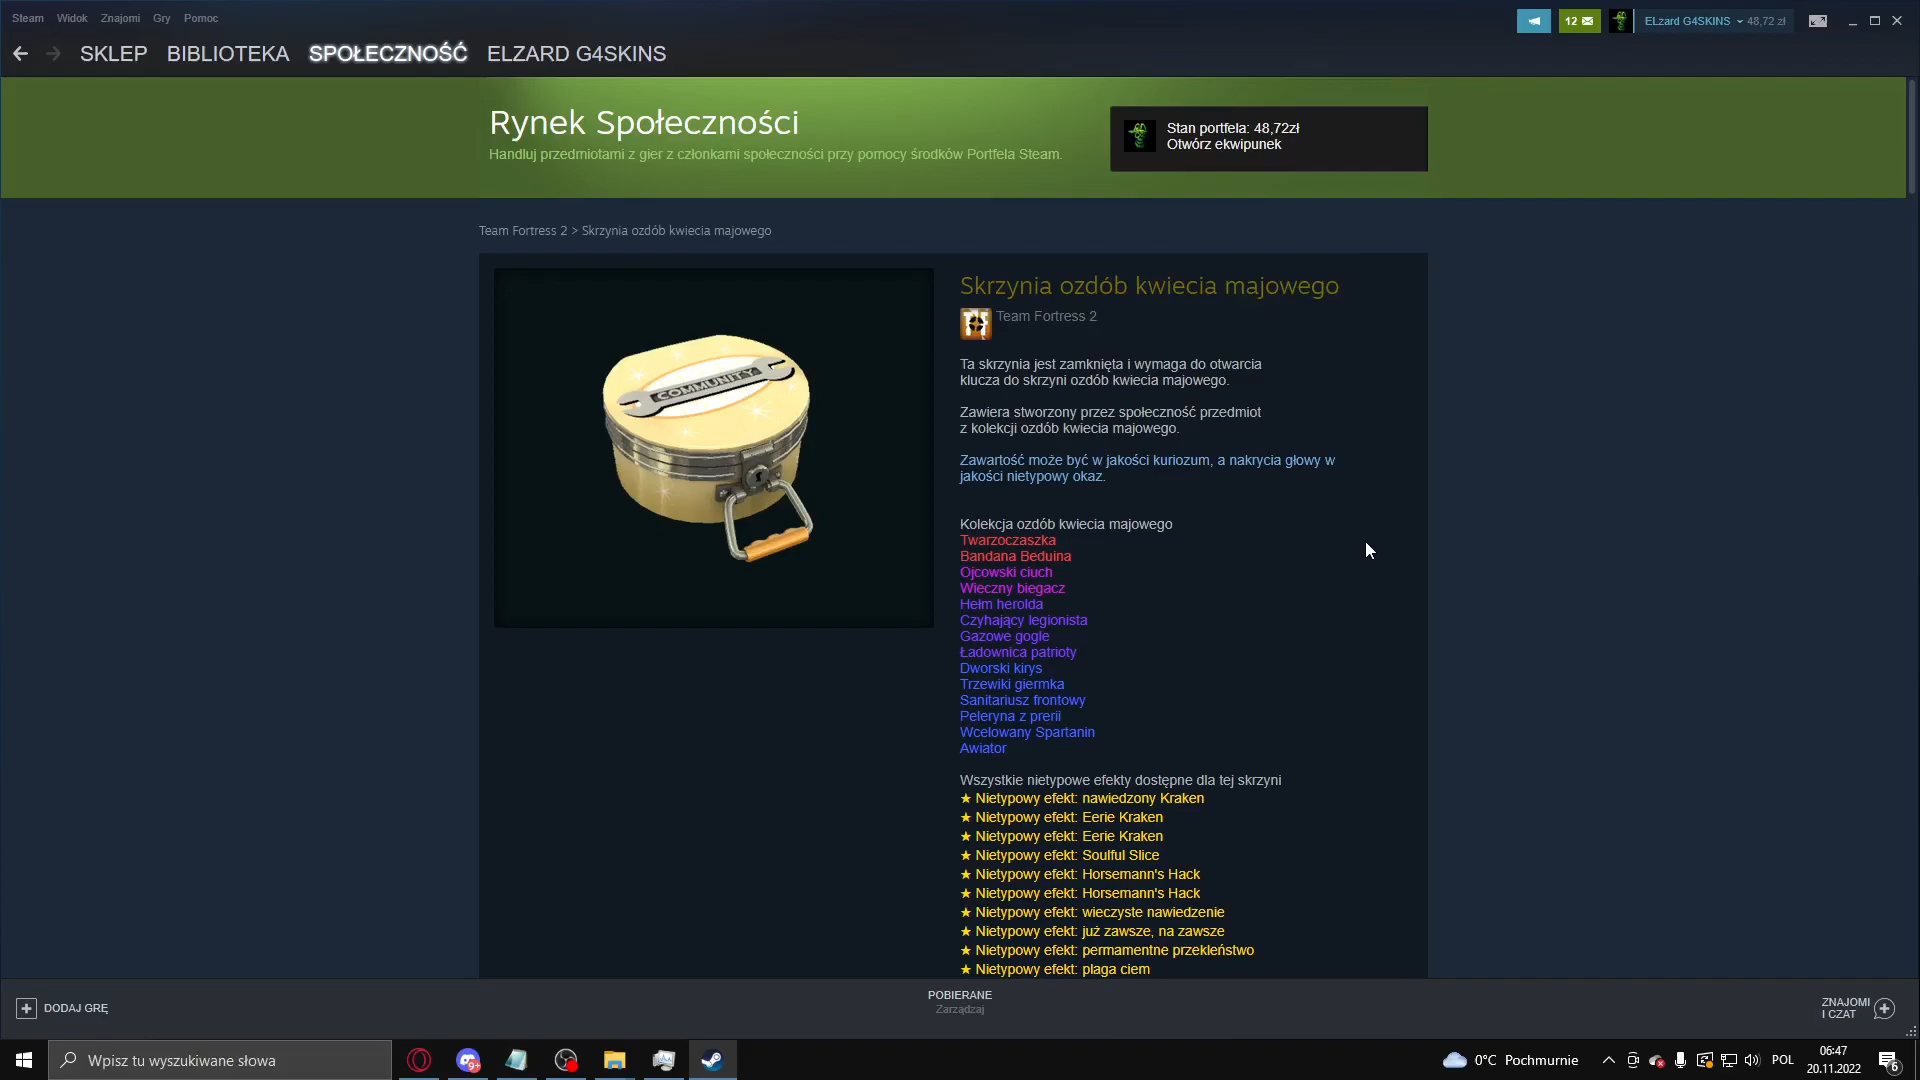 Steam Widok Znajomi Gry Pomoc
12
ELzard G4SKINS 48,72 zł
SKLEP BIBLIOTEKA SPOŁECZNOŚĆ ELZARD G4SKINS
Rynek Społeczności
Handluj przedmiotami z gier z członkami społeczności przy pomocy środków Portfela Steam.
Stan portfela: 48,72zł
Otwórz ekwipunek
Team Fortress 2 > Skrzynia ozdób kwiecia majowego
COMMUNITY
Skrzynia ozdób kwiecia majowego
Team Fortress 2
Ta skrzynia jest zamknięta i wymaga do otwarcia
klucza do skrzyni ozdób kwiecia majowego.
Zawiera stworzony przez społeczność przedmiot
z kolekcji ozdób kwiecia majowego.
Zawartość może być w jakości kuriozum, a nakrycia głowy w
jakości nietypowy okaz.
Kolekcja ozdób kwiecia majowego
Twarzoczaszka
Bandana Beduina
Ojcowski ciuch
Wieczny biegacz
Hełm herolda
Czyhający legionista
Gazowe gogle
Ładownica patrioty
Dworski kirys
Trzewiki giermka
Sanitariusz frontowy
Peleryna z prerii
Wcelowany Spartanin
Awiator
Wszystkie nietypowe efekty dostępne dla tej skrzyni
★ Nietypowy efekt: nawiedzony Kraken
★ Nietypowy efekt: Eerie Kraken
★ Nietypowy efekt: Eerie Kraken
★ Nietypowy efekt: Soulful Slice
★ Nietypowy efekt: Horsemann's Hack
★ Nietypowy efekt: Horsemann's Hack
★ Nietypowy efekt: wieczyste nawiedzenie
★ Nietypowy efekt: już zawsze, na zawsze
★ Nietypowy efekt: permamentne przekleństwo
★ Nietypowy efekt: plaga ciem
DODAJ GRĘ
POBIERANE
Zarządzaj
ZNAJOMI
I CZAT
Wpisz tu wyszukiwane słowa
9+
0°C Pochmurnie
POL
06:47
20.11.2022
6